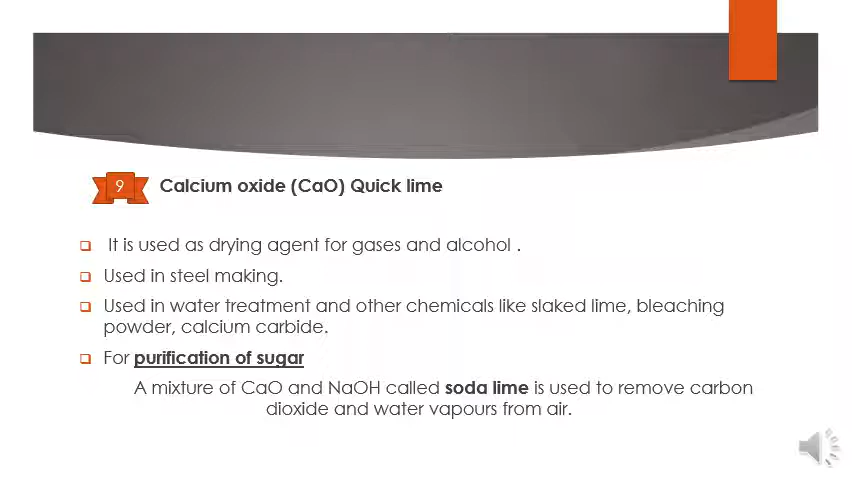 9
Calcium oxide (CaO) Quick lime
It is used as drying agent for gases and alcohol .
Used in steel making.
Used in water treatment and other chemicals like slaked lime, bleaching
powder, calcium carbide.
For purification of sugar
A mixture of CaO and NaOH called soda lime is used to remove carbon
dioxide and water vapours from air.